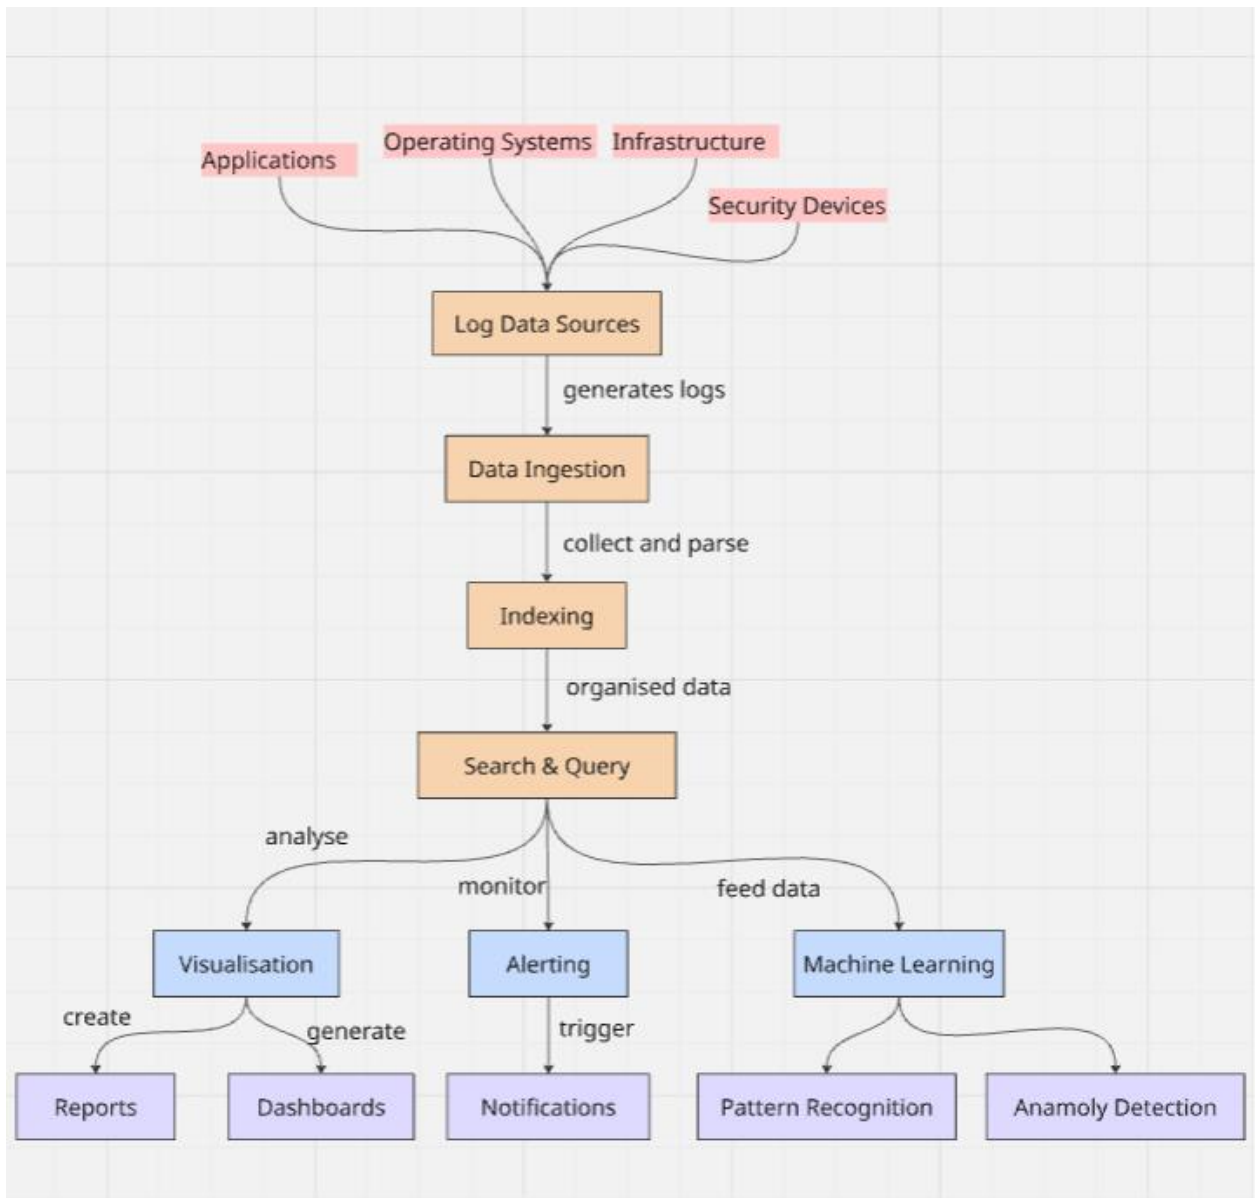 Operating Systems
Infrastructure
Applications
Security Devices
Log Data Sources
generates logs
Data Ingestion
collect and parse
Indexing
organised data
Search & Query
analyse
monitor
feed data
Visualisation
Alerting
Machine Learning
create
generate
trigger
Reports
Dashboards
Notifications
Pattern Recognition
Anamoly Detection